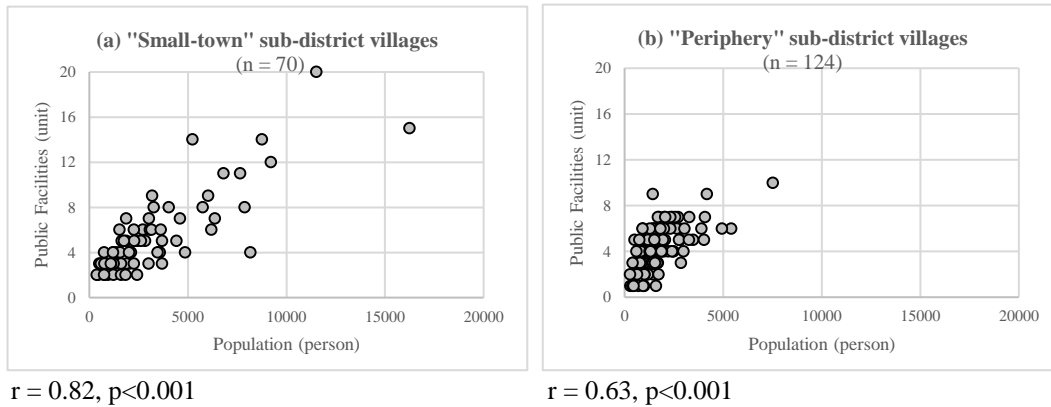 (a) "Small-town" sub-district villages
(n = 70)
20
16
12
8
4
0
Public Facilities (unit)
0 5000 10000 15000 20000
Population (person)
r = 0.82, p<0.001
(b) "Periphery" sub-district villages
(n = 124)
20
16
12
8
4
0
Public Facilities (unit)
0 5000 10000 15000 20000
Population (person)
r = 0.63, p<0.001